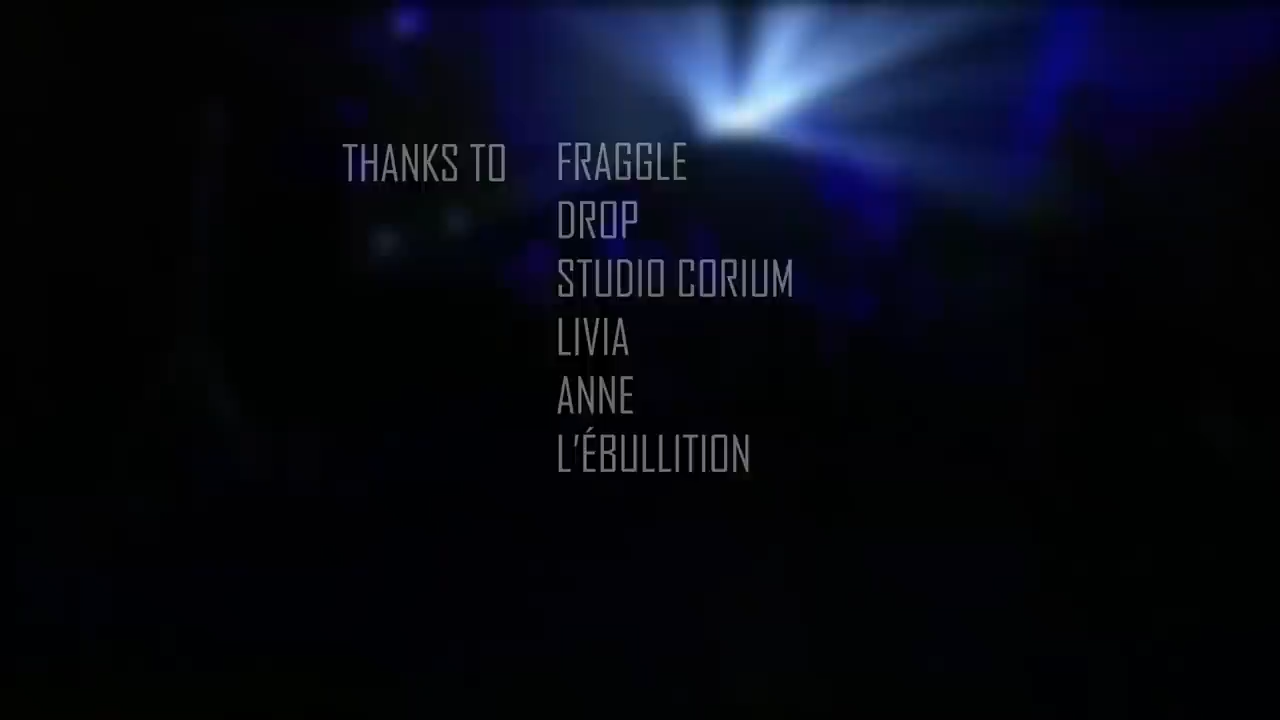 THANKS TO FRAGGLE
DROP
STUDIO CORIUM
LIVIA
ANNE
L'ÉBULLITION